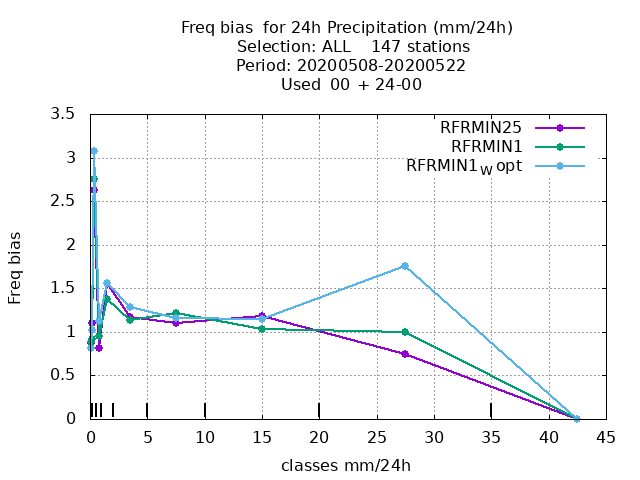 Freq bias  for 24h Precipitation (mm/24h)
Selection: ALL    147 stations
Period: 20200508-20200522
Used  00 + 24-00
RFRMIN25
RFRMIN1
RFRMIN1W opt
Freq bias
3.5
3
2.5
2
1.5
1
0.5
0
0 5 10 15 20 25 30 35 40 45
classes mm/24h